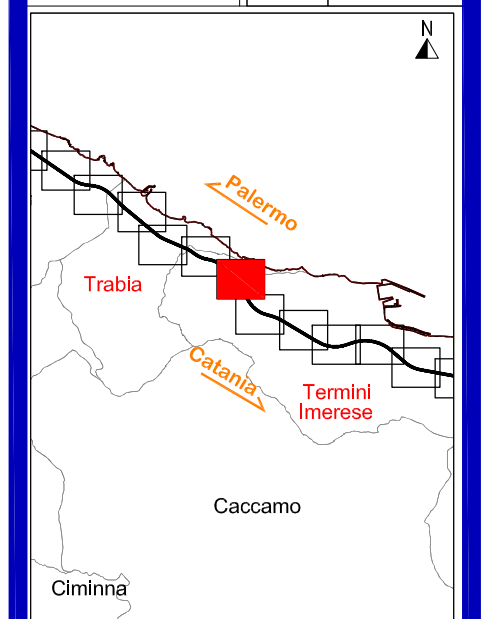 N
Palermo
Trabia
Catania
Termini
Imerese
Caccamo
Ciminna